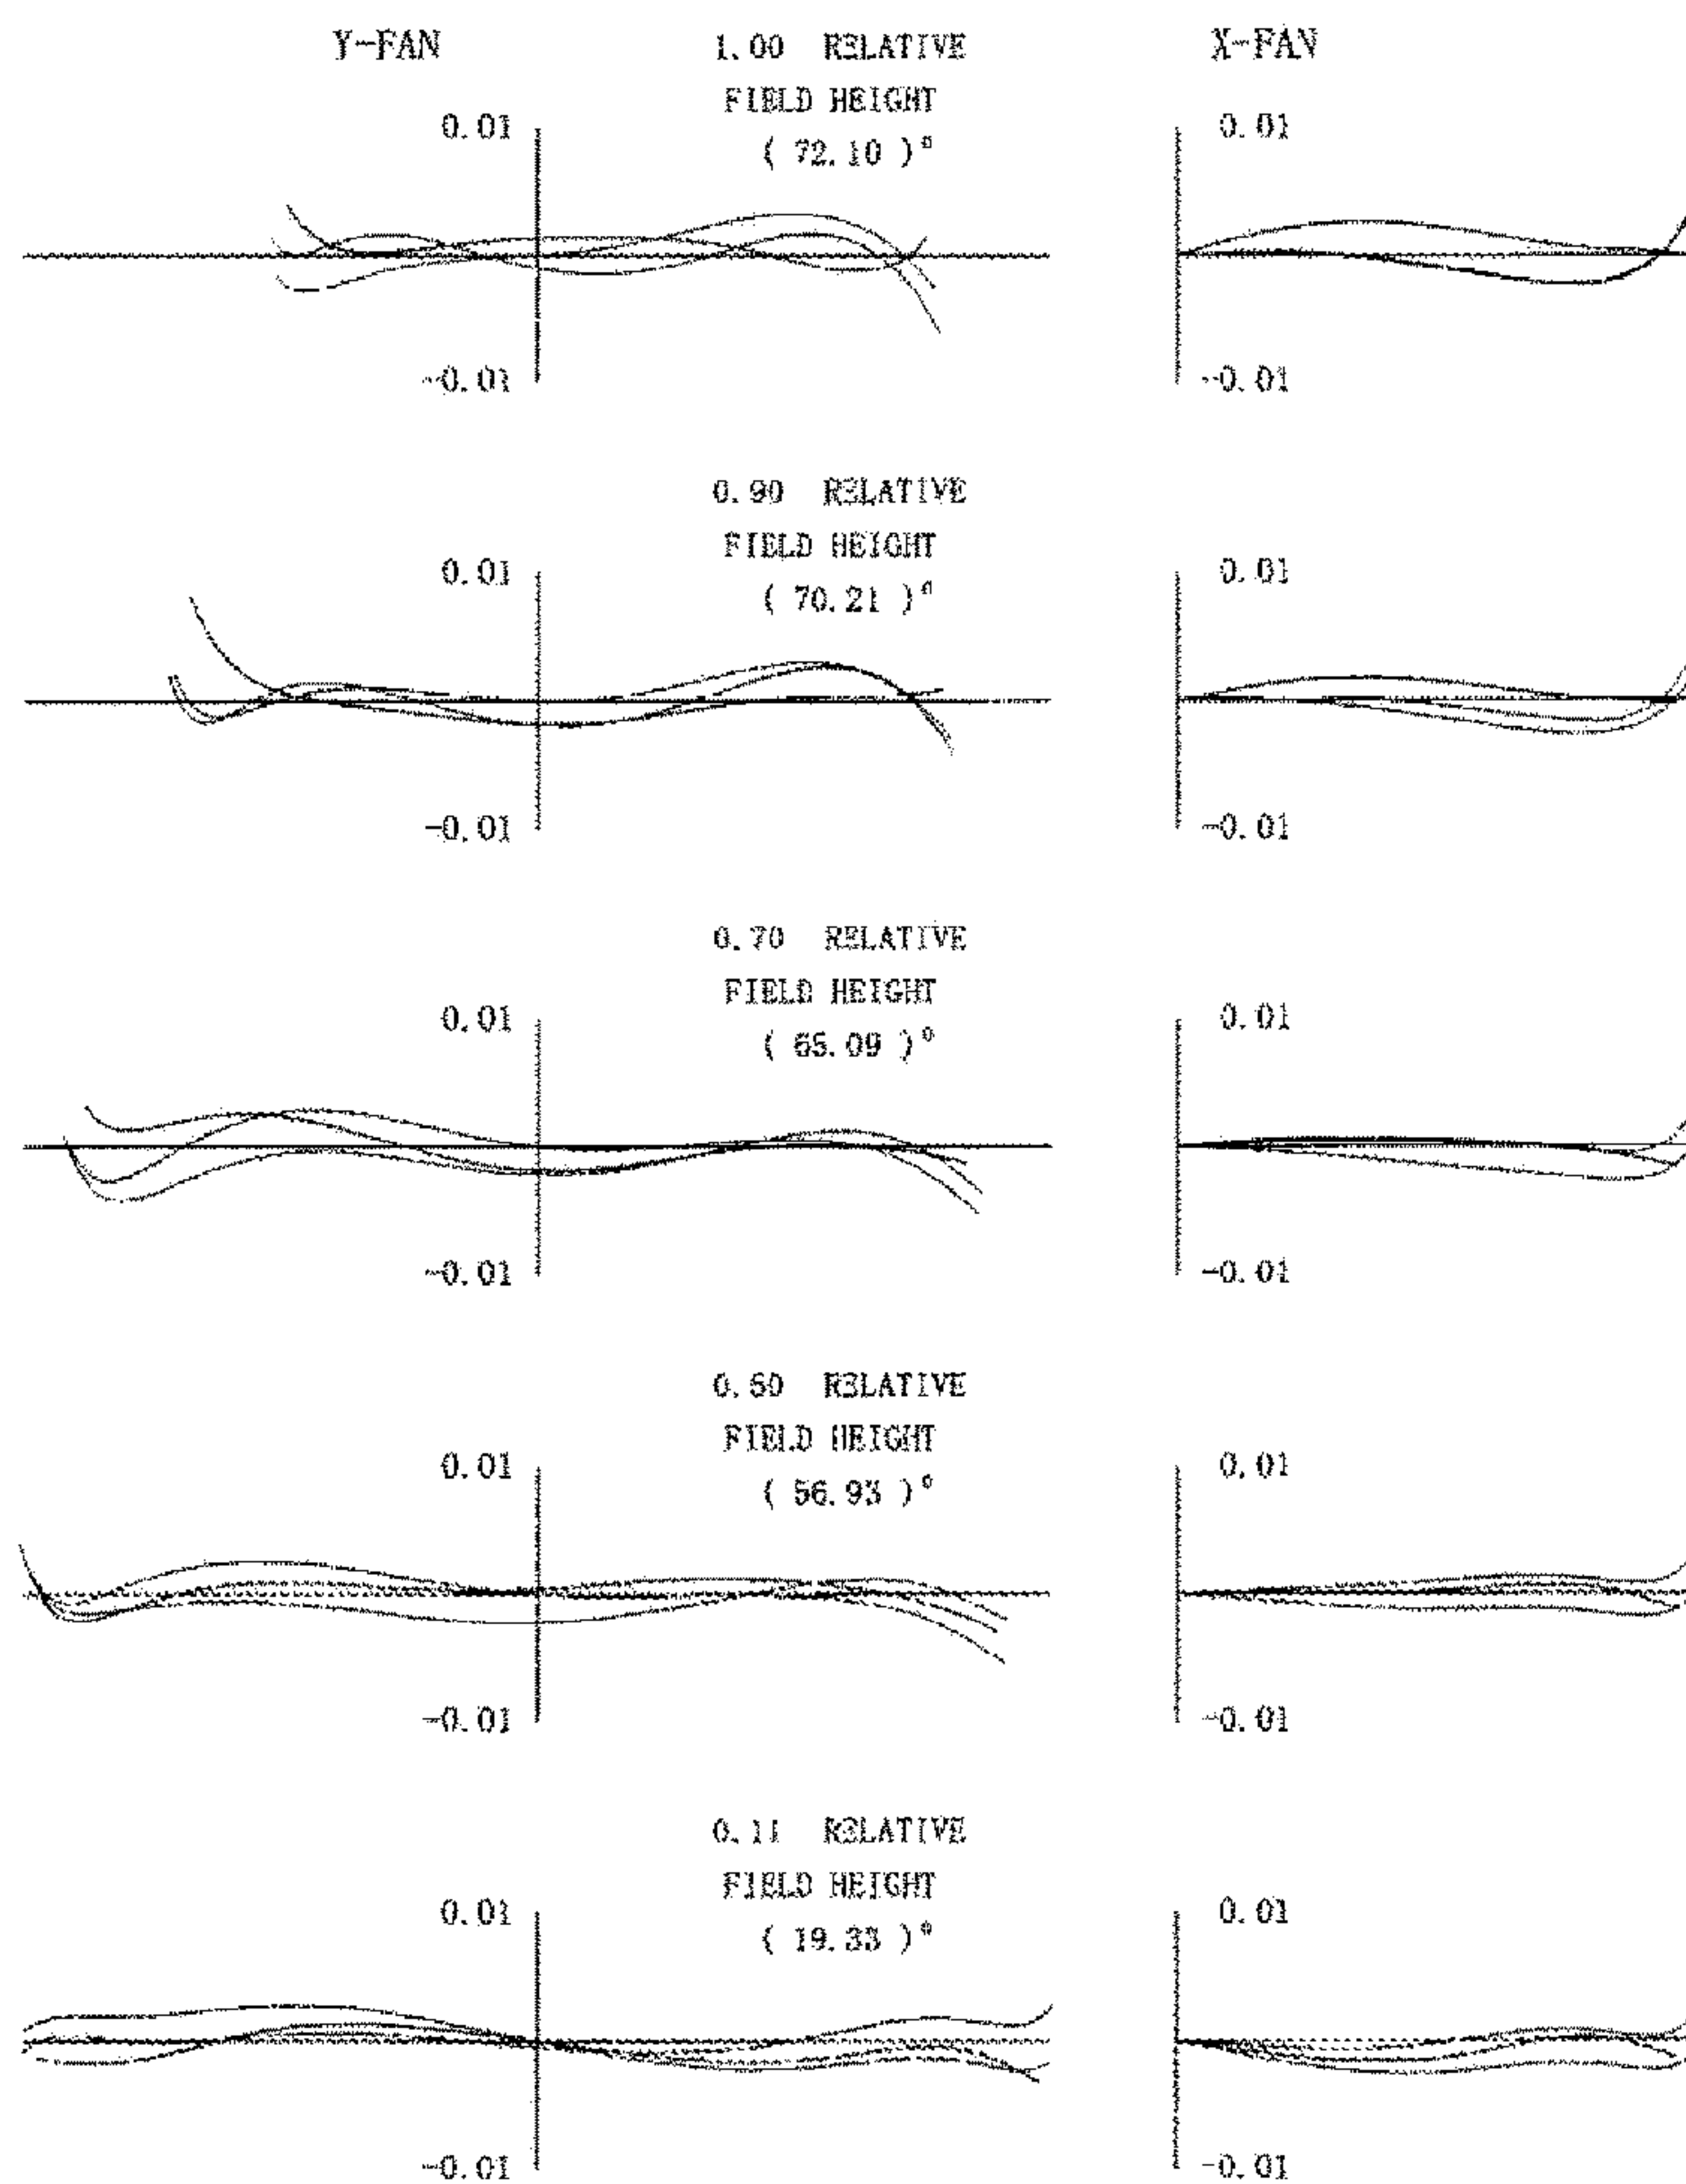 Y-FAN 1.00 RELATIVE X-FAN
FIELD HEIGHT
0.01 ( 72.10 )° 0.01
-0.01 -0.01
0.90 RELATIVE
FIELD HEIGHT
0.01 ( 70.21 )° 0.01
-0.01 -0.01
0.70 RELATIVE
FIELD HEIGHT
0.01 ( 65.09 )° 0.01
-0.01 -0.01
0.50 RELATIVE
FIELD HEIGHT
0.01 ( 56.93 )° 0.01
-0.01 -0.01
0.11 RELATIVE
FIELD HEIGHT
0.01 ( 19.33 )° 0.01
-0.01 -0.01